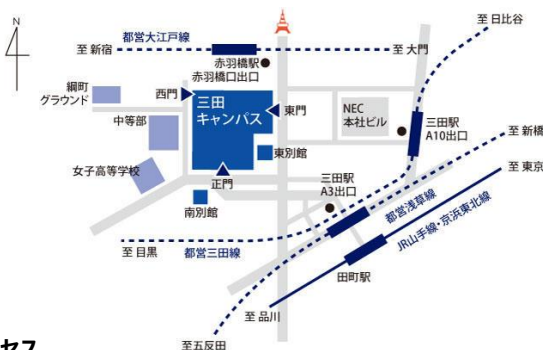 N
都営大江戸線
至 新宿
至 大門
至 日比谷
赤羽橋駅
赤羽橋口出口
綱町
グラウンド
西門
三田
キャンパス
東門
NEC
本社ビル
三田駅
A10出口
至 新橋
中等部
東別館
女子高等学校
正門
三田駅
A3出口
至 東京
南別館
都営浅草線
JR山手線・京浜東北線
至 目黒
都営三田線
田町駅
至 品川
至五反田